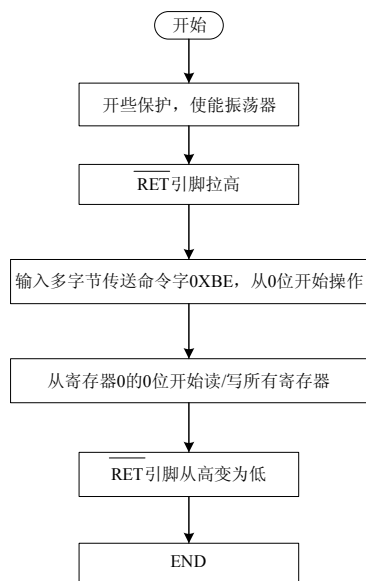 开始
开些保护，使能振荡器
RET引脚拉高
输入多字节传送命令字0XBE，从0位开始操作
从寄存器0的0位开始读/写所有寄存器
RET引脚从高变为低
END